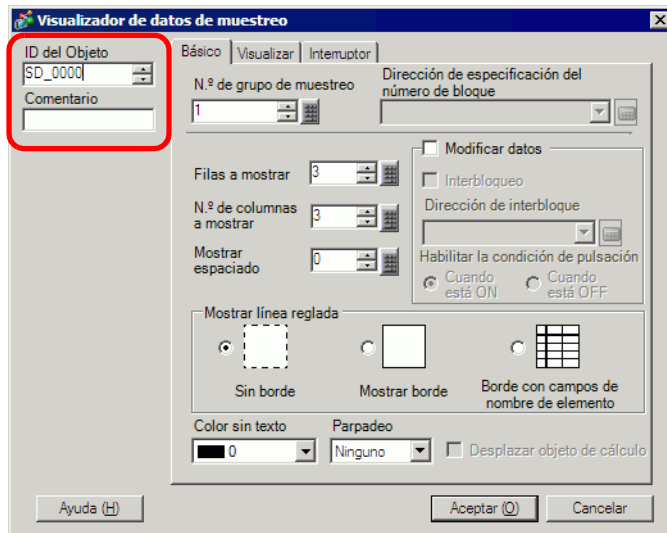 Visualizador de datos de muestreo
ID del Objeto
SD_0000
Comentario
Básico
Visualizar
Interruptor
N.º de grupo de muestreo
1
Dirección de especificación del
número de bloque
Filas a mostrar
3
N.º de columnas
a mostrar
3
Mostrar
espaciado
0
Modificar datos
Interbloqueo
Dirección de interbloque
Habilitar la condición de pulsación
Cuando
está ON
Cuando
está OFF
Mostrar línea reglada
Sin borde
Mostrar borde
Borde con campos de
nombre de elemento
Color sin texto
0
Parpadeo
Ninguno
Desplazar objeto de cálculo
Ayuda (H)
Aceptar (O)
Cancelar